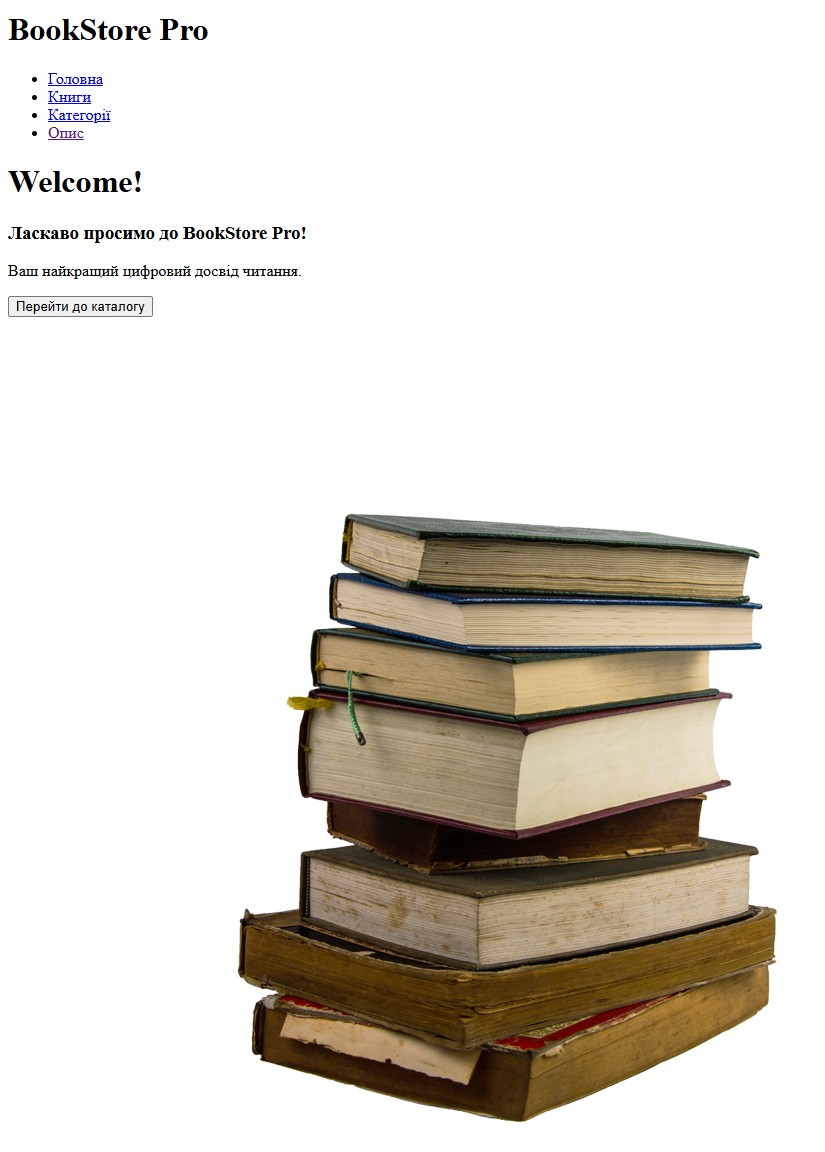 BookStore Pro
Головна
Книги
Категорії
Опис
Welcome!
Ласкаво просимо до BookStore Pro!
Ваш найкращий цифровий досвід читання.
Перейти до каталогу